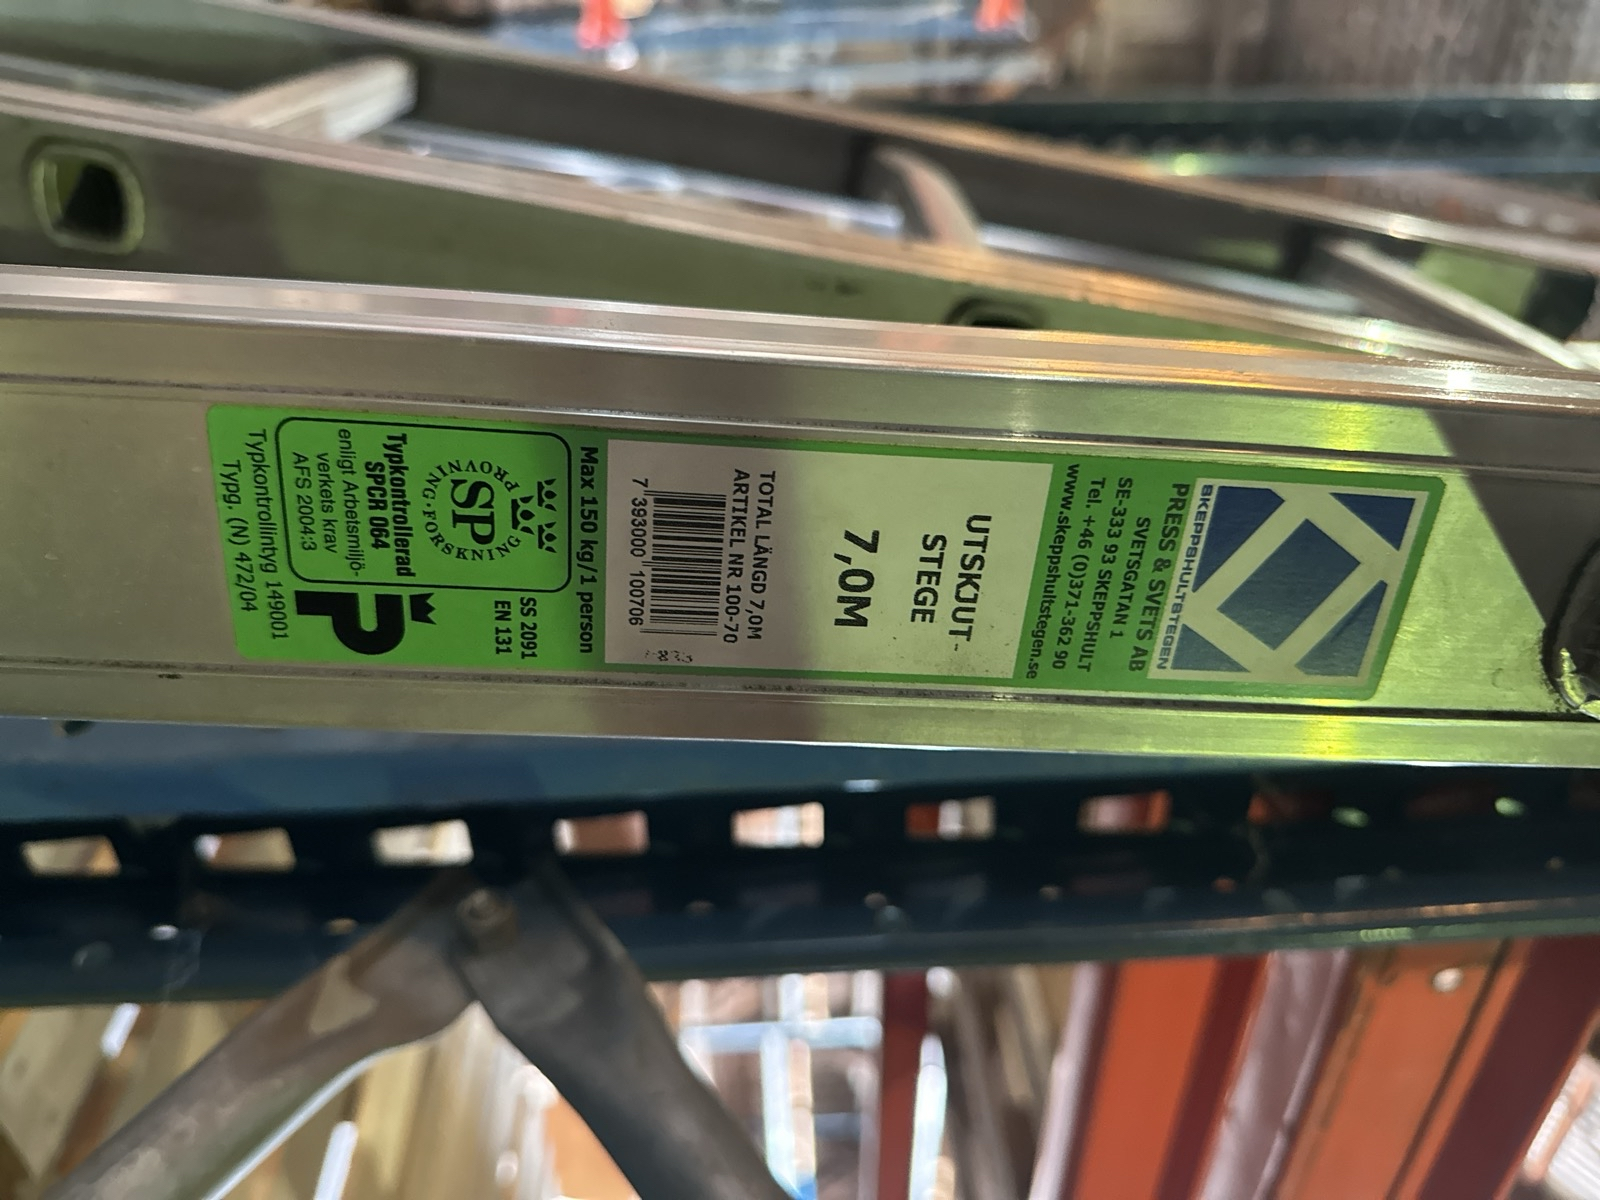 SKEPPSHULTSTEGEN
PRESS & SVETS AB
SVETSGATAN 1
SE-333 93 SKEPPSHULT
Tel. +46 (0)371-362 90
www.skeppshultstegen.se
UTSKJUT-
STEGE
7,0M
TOTAL LÄNGD 7,0M
ARTIKEL NR 100-70
7 393000 100706
Max 150 kg/1 person
SS 2091
EN 131
PROVNING·FORSKNING
SP
Typkontrollerad
SPCR 064
enligt Arbetsmiljö-
verkets krav
AFS 2004:3
P
Typkontrollintyg 149001
Typg. (N) 472/04